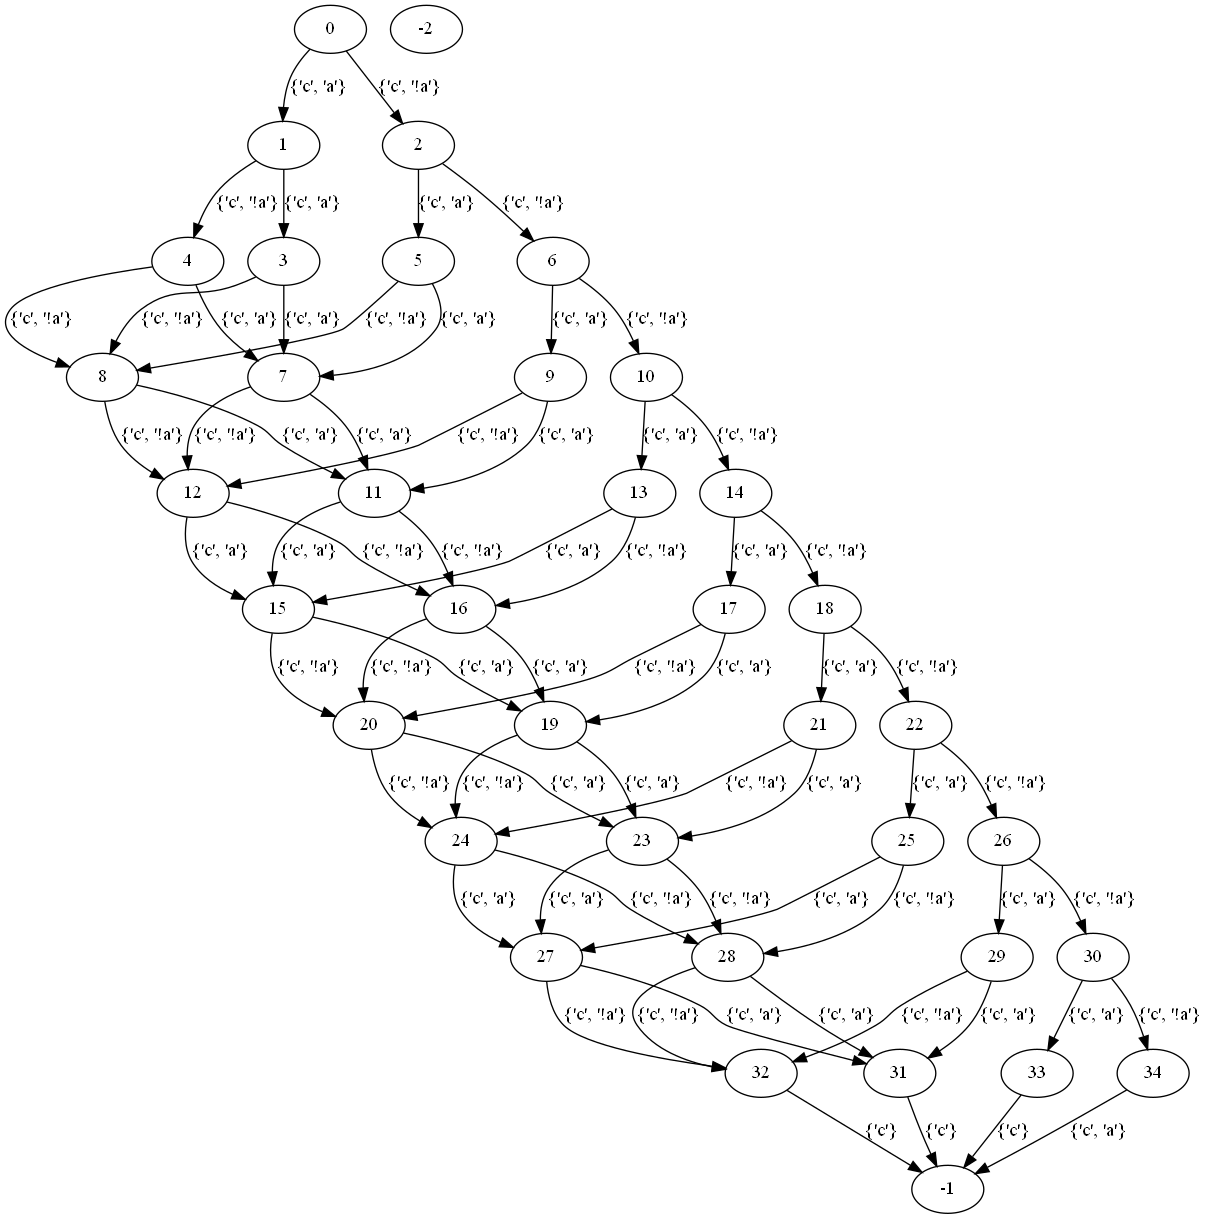 0 -2
{'c', 'a'} {'c', '!a'}
1 2
{'c', '!a'} {'c', 'a'} {'c', 'a'} {'c', '!a'}
4 3 5 6
{'c', '!a'} {'c', '!a'} {'c', 'a'} {'c', 'a'} {'c', '!a'} {'c', 'a'} {'c', 'a'} {'c', '!a'}
8 7 9 10
{'c', '!a'} {'c', '!a'} {'c', 'a'} {'c', 'a'} {'c', '!a'} {'c', 'a'} {'c', 'a'} {'c', '!a'}
12 11 13 14
{'c', 'a'} {'c', 'a'} {'c', '!a'} {'c', '!a'} {'c', 'a'} {'c', '!a'} {'c', 'a'} {'c', '!a'}
15 16 17 18
{'c', '!a'} {'c', '!a'} {'c', 'a'} {'c', 'a'} {'c', '!a'} {'c', 'a'} {'c', 'a'} {'c', '!a'}
20 19 21 22
{'c', '!a'} {'c', '!a'} {'c', 'a'} {'c', 'a'} {'c', '!a'} {'c', 'a'} {'c', 'a'} {'c', '!a'}
24 23 25 26
{'c', 'a'} {'c', 'a'} {'c', '!a'} {'c', '!a'} {'c', 'a'} {'c', '!a'} {'c', 'a'} {'c', '!a'}
27 28 29 30
{'c', '!a'} {'c', '!a'} {'c', 'a'} {'c', 'a'} {'c', '!a'} {'c', 'a'} {'c', 'a'} {'c', '!a'}
32 31 33 34
{'c'} {'c'} {'c'} {'c', 'a'}
-1